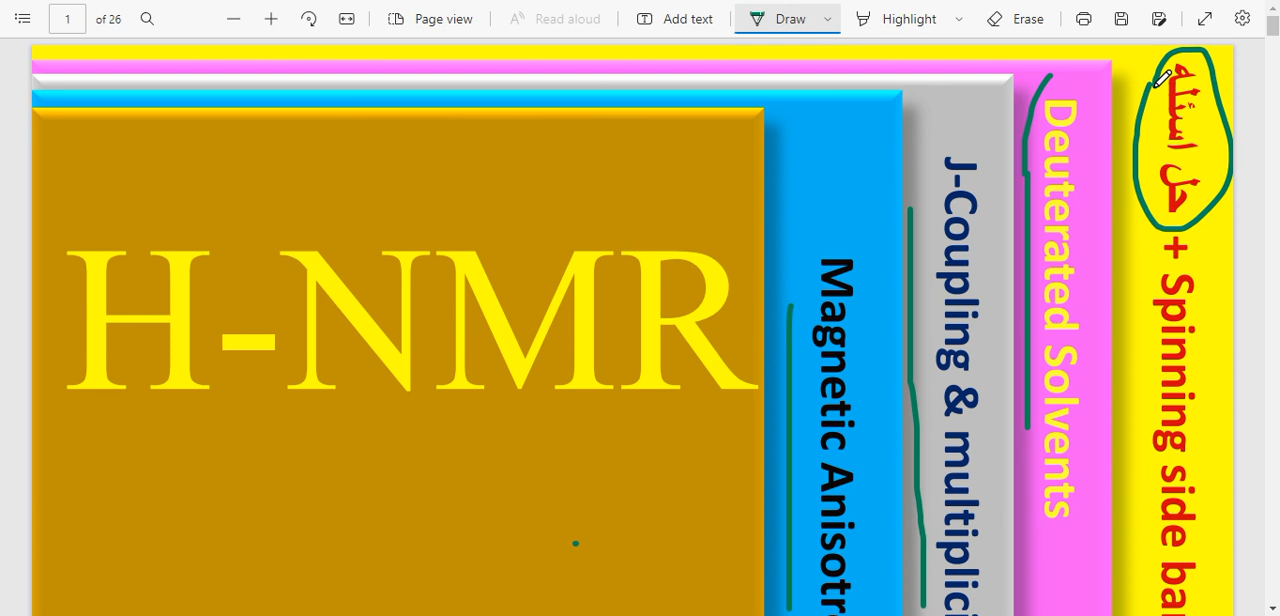 1 of 26 Page view Read aloud Add text Draw Highlight Erase
H-NMR
Magnetic Anisotr
J-Coupling & multiplici
Deuterated Solvents
حل اسئله + Spinning side ba